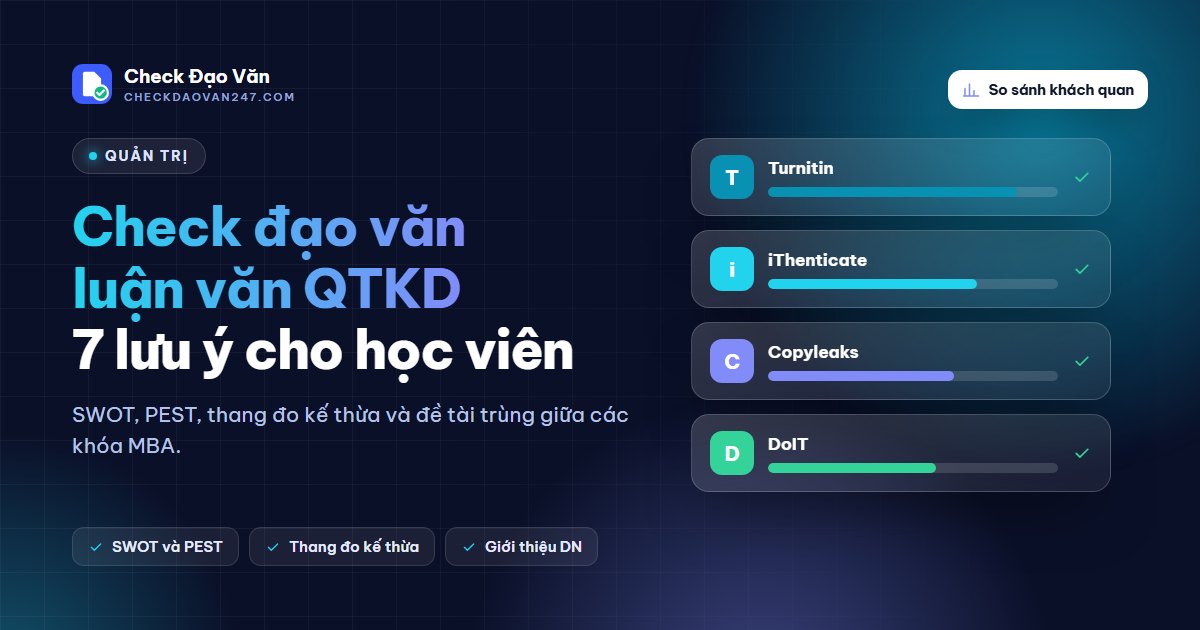 Check Đạo Văn
CHECKDAOVAN247.COM
So sánh khách quan
QUẢN TRỊ
Check đạo văn
luận văn QTKD
7 lưu ý cho học viên
SWOT, PEST, thang đo kế thừa và đề tài trùng giữa các
khóa MBA.
SWOT và PEST
Thang đo kế thừa
Giới thiệu DN
T
Turnitin
i
iThenticate
C
Copyleaks
D
DoIT